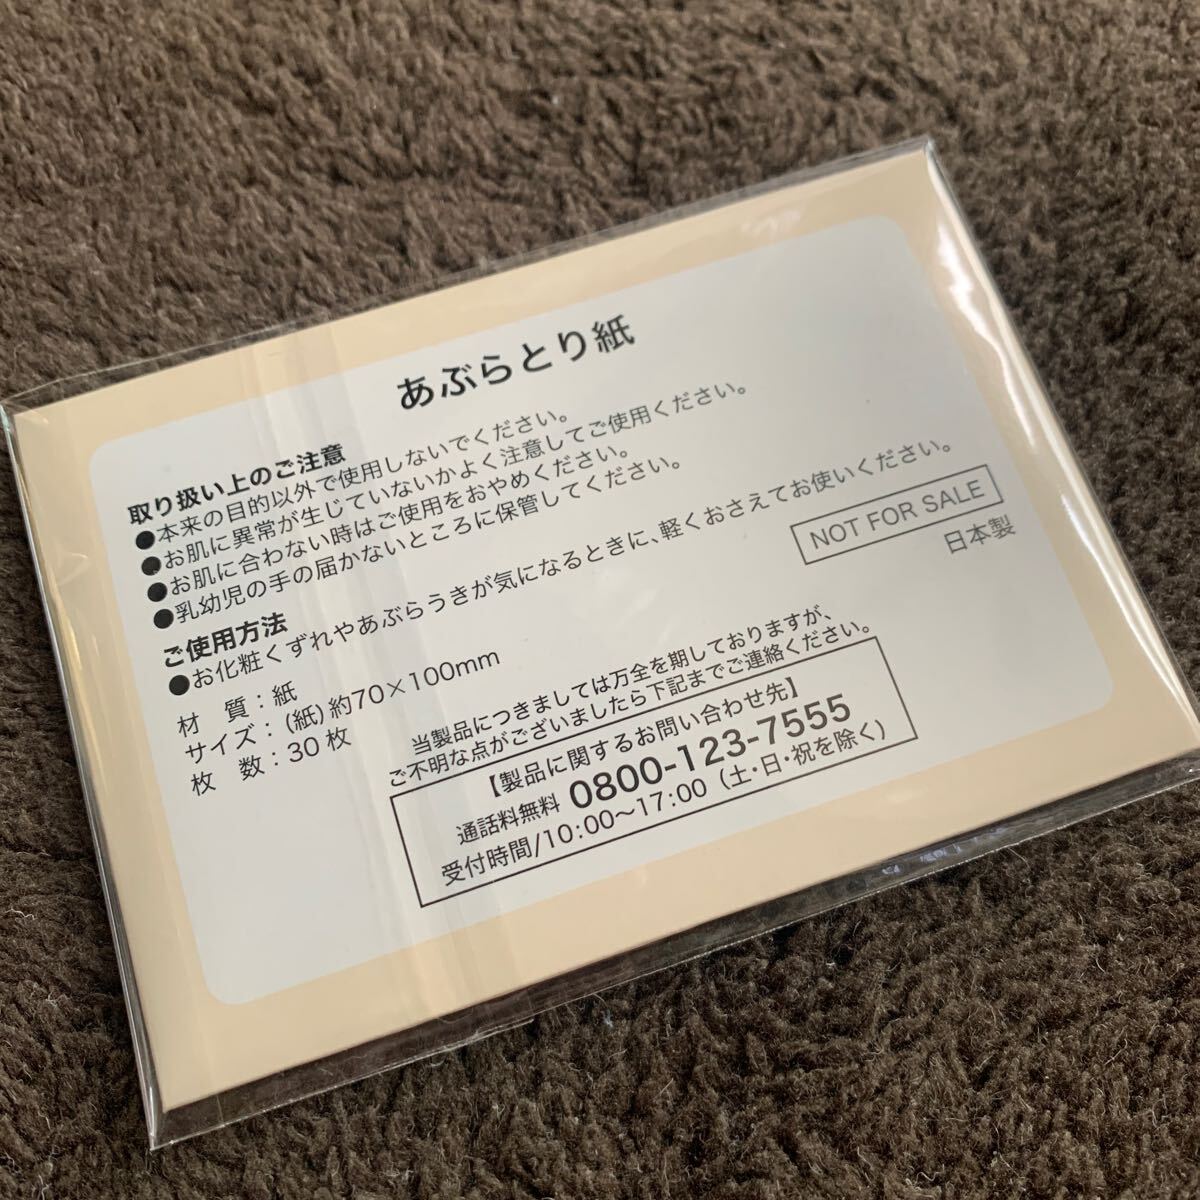 あぶらとり紙
取り扱い上のご注意
●本来の目的以外で使用しないでください。
●お肌に異常が生じていないかよく注意してご使用ください。
●お肌に合わない時はご使用をおやめください。
●乳幼児の手の届かないところに保管してください。
ご使用方法
●お化粧くずれやあぶらうきが気になるときに、軽くおさえてお使いください。
材　質：紙
サイズ：(紙)約70×100mm
枚　数：30枚
NOT FOR SALE
日本製
当製品につきましては万全を期しておりますが、
ご不明な点がございましたら下記までご連絡ください。
【製品に関するお問い合わせ先】
通話料無料 0800-123-7555
受付時間/10:00〜17:00（土・日・祝を除く）